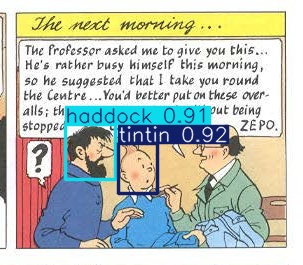 The next morning...
The Professor asked me to give you this...
He's rather busy himself this morning,
so he suggested that I take you round
the Centre... You'd better put on these over-
alls; out being
stopped ZEPO.
haddock 0.91
tintin 0.92
?